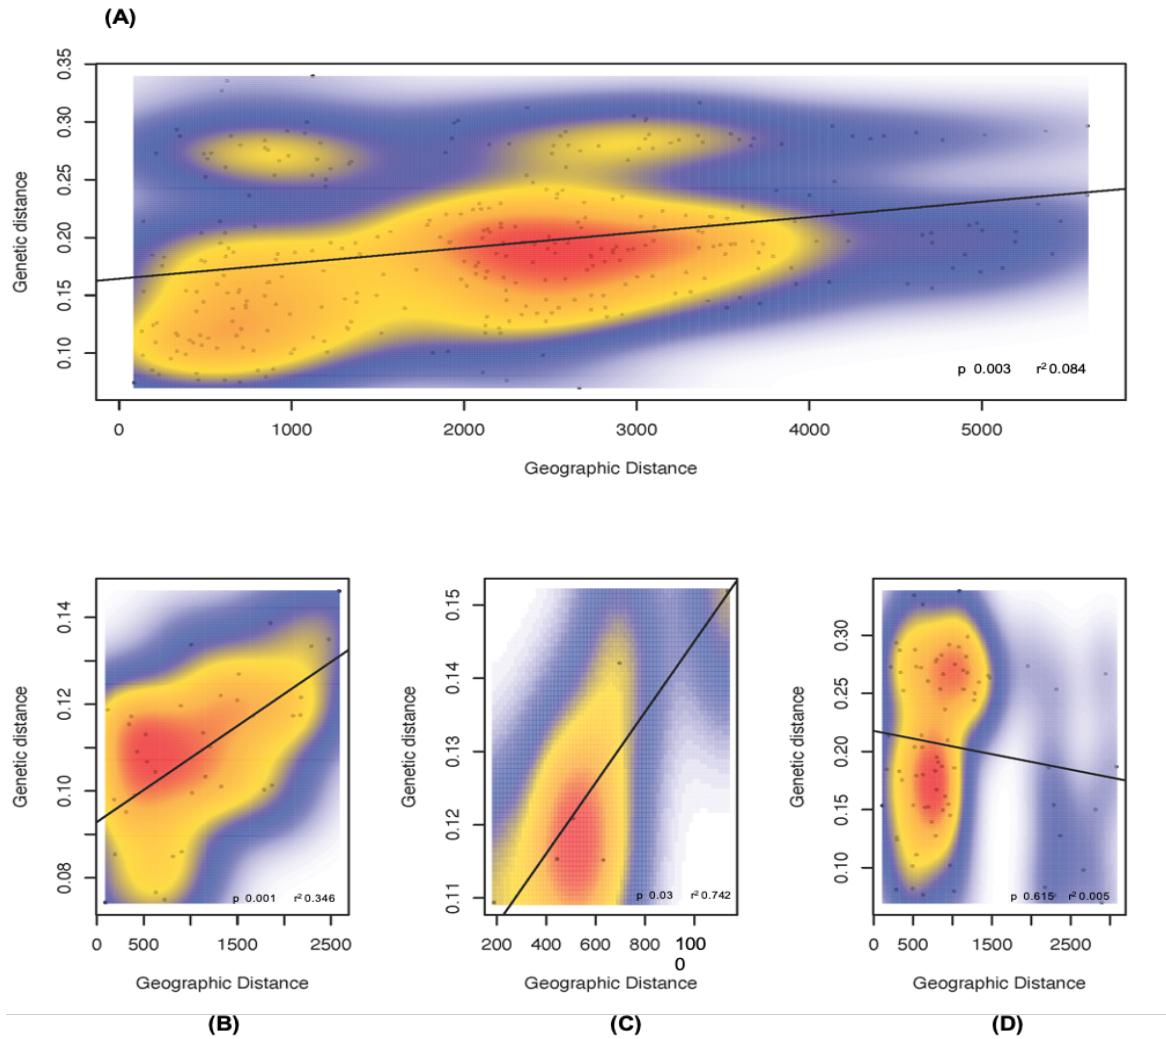 (A)
Genetic distance
0.35
0.30
0.25
0.20
0.15
0.10
p 0.003 r² 0.084
0 1000 2000 3000 4000 5000
Geographic Distance
Genetic distance
0.14
0.12
0.10
0.08
p 0.001 r² 0.346
0 500 1500 2500
Geographic Distance
(B)
Genetic distance
0.15
0.14
0.13
0.12
0.11
p 0.03 r² 0.742
200 400 600 800 100
0
Geographic Distance
(C)
Genetic distance
0.30
0.25
0.20
0.15
0.10
p 0.615 r² 0.005
0 500 1500 2500
Geographic Distance
(D)